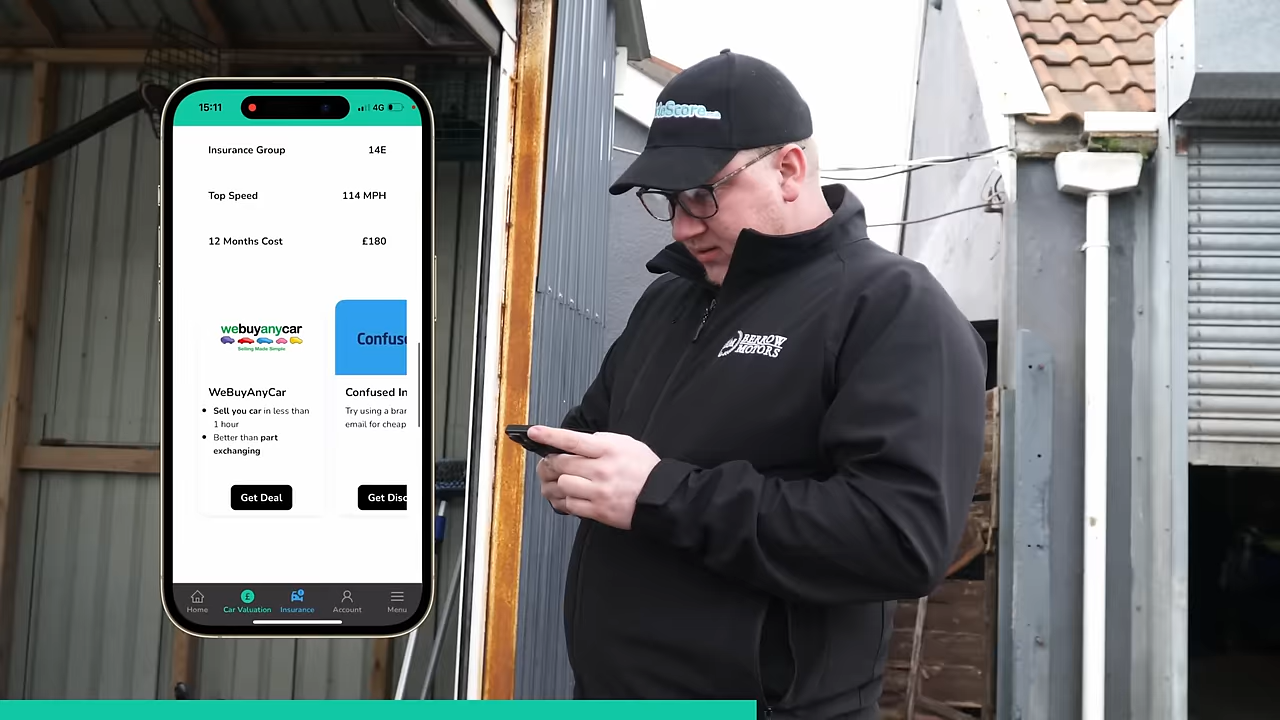 15:11
4G
Insurance Group 14E
Top Speed 114 MPH
12 Months Cost £180
webuyanycar
Selling Made Simple
WeBuyAnyCar
Sell you car in less than
1 hour
Better than part
exchanging
Get Deal
Confuse
Confused In
Try using a bran
email for cheap
Get Disc
Home
Car Valuation
Insurance
Account
Menu
BERROW
MOTORS